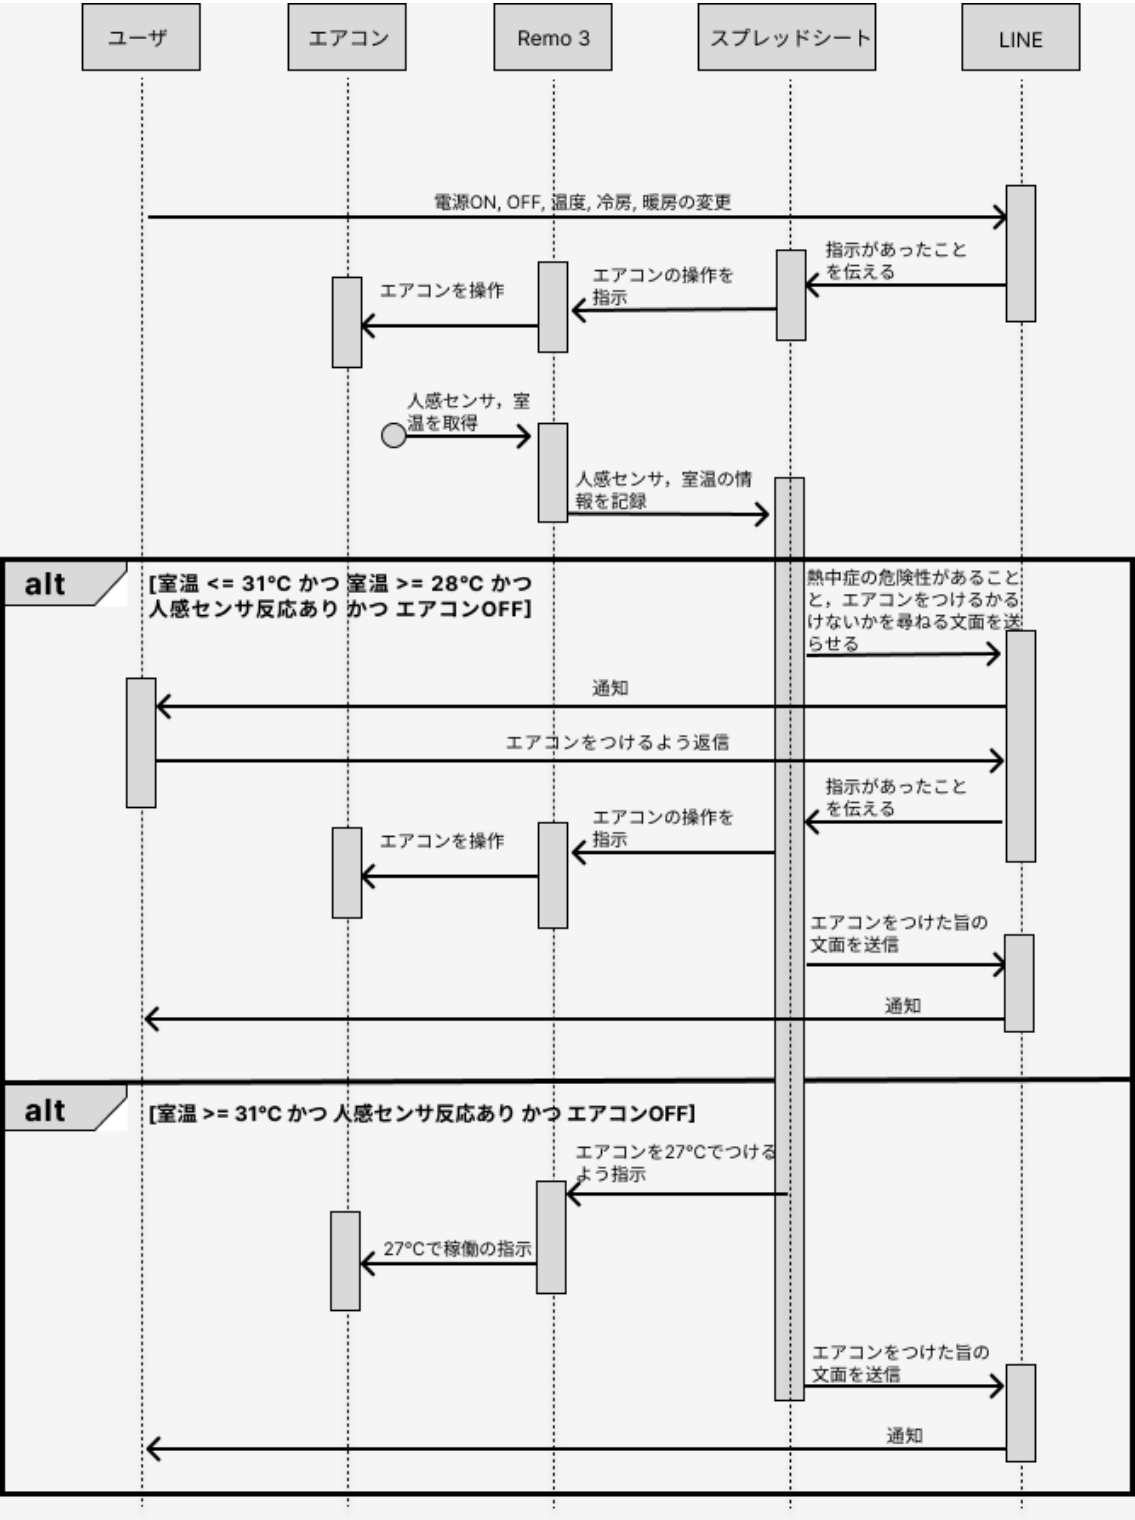 ユーザ
エアコン
Remo 3
スプレッドシート
LINE
電源ON, OFF, 温度, 冷房, 暖房の変更
指示があったこと
を伝える
エアコンの操作を
指示
エアコンを操作
人感センサ，室
温を取得
人感センサ，室温の情
報を記録
alt
[室温 <= 31°C かつ 室温 >= 28°C かつ
人感センサ反応あり かつ エアコンOFF]
熱中症の危険性があること
と，エアコンをつけるかる
けないかを尋ねる文面を送
らせる
通知
エアコンをつけるよう返信
指示があったこと
を伝える
エアコンの操作を
指示
エアコンを操作
エアコンをつけた旨の
文面を送信
通知
alt
[室温 >= 31°C かつ 人感センサ反応あり かつ エアコンOFF]
エアコンを27°Cでつける
よう指示
27°Cで稼働の指示
エアコンをつけた旨の
文面を送信
通知